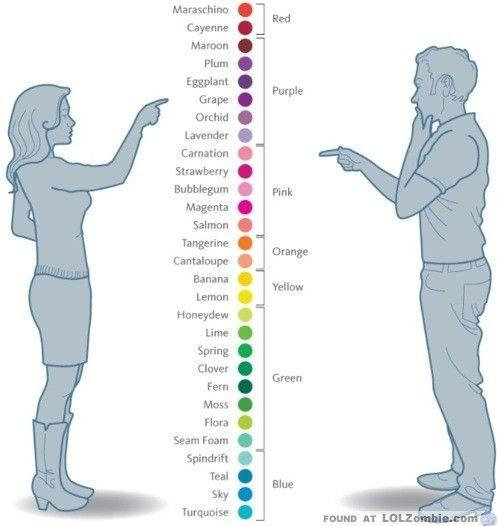 Maraschino
Cayenne
Red
Maroon
Plum
Eggplant
Grape
Orchid
Lavender
Purple
Carnation
Strawberry
Bubblegum
Magenta
Salmon
Pink
Tangerine
Cantaloupe
Orange
Banana
Lemon
Yellow
Honeydew
Lime
Spring
Clover
Fern
Moss
Flora
Seam Foam
Green
Spindrift
Teal
Sky
Turquoise
Blue
FOUND AT LOLZombie.com